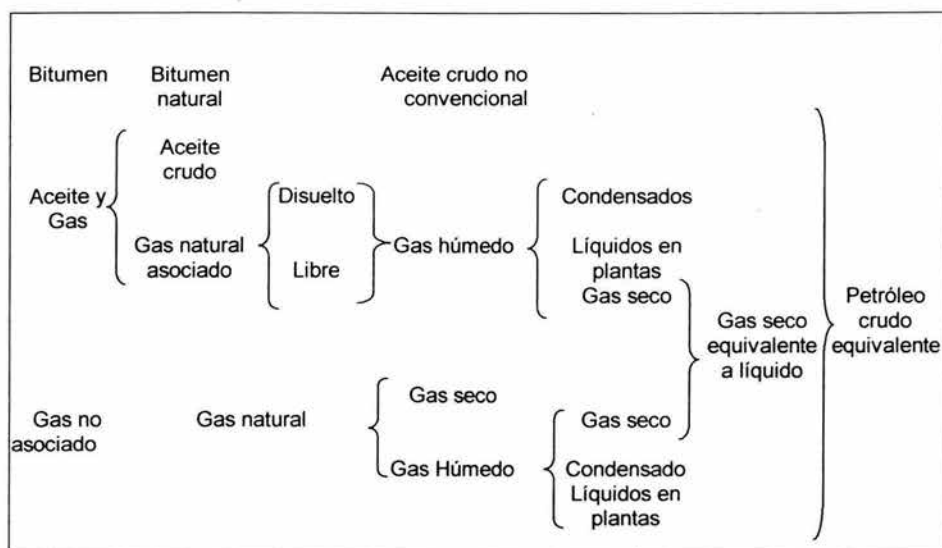 Bitumen
Bitumen
natural
Aceite crudo no
convencional
Aceite y
Gas
Aceite
crudo
Gas natural
asociado
Disuelto
Libre
Gas húmedo
Condensados
Líquidos en
plantas
Gas seco
Gas seco
equivalente
a líquido
Petróleo
crudo
equivalente
Gas no
asociado
Gas natural
Gas seco
Gas Húmedo
Gas seco
Condensado
Líquidos en
plantas